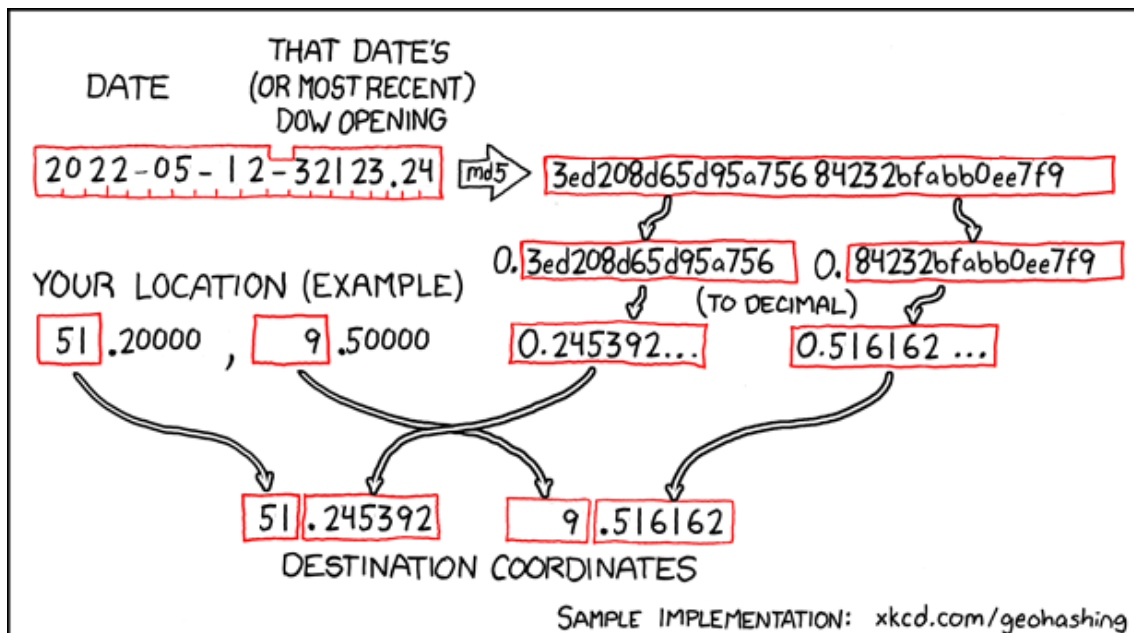 DATE
THAT DATE'S
(OR MOST RECENT)
DOW OPENING
2022-05-12-32123.24
md5
3ed208d65d95a75684232bfabb0ee7f9
0.3ed208d65d95a756
0.84232bfabb0ee7f9
YOUR LOCATION (EXAMPLE)
(TO DECIMAL)
51.20000, 9.50000
0.245392...
0.516162...
51.245392
9.516162
DESTINATION COORDINATES
SAMPLE IMPLEMENTATION: xkcd.com/geohashing